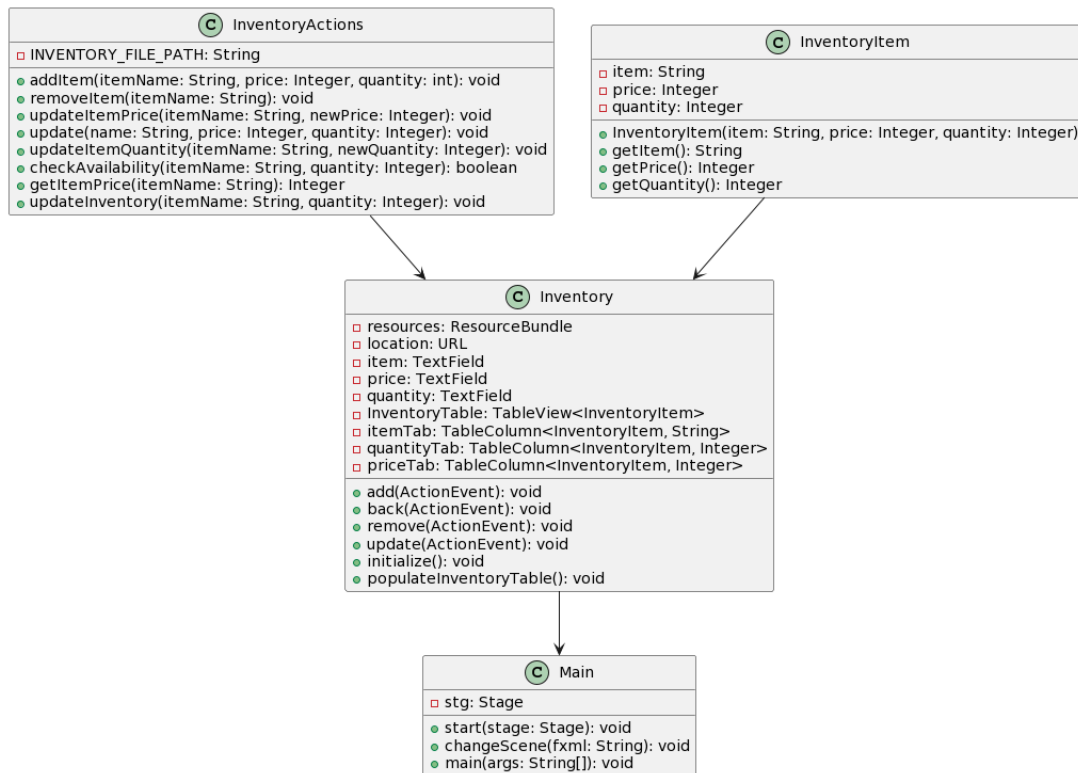 C InventoryActions
INVENTORY_FILE_PATH: String
addItem(itemName: String, price: Integer, quantity: int): void
removeItem(itemName: String): void
updateItemPrice(itemName: String, newPrice: Integer): void
update(name: String, price: Integer, quantity: Integer): void
updateItemQuantity(itemName: String, newQuantity: Integer): void
checkAvailability(itemName: String, quantity: Integer): boolean
getItemPrice(itemName: String): Integer
updateInventory(itemName: String, quantity: Integer): void
C InventoryItem
item: String
price: Integer
quantity: Integer
InventoryItem(item: String, price: Integer, quantity: Integer)
getItem(): String
getPrice(): Integer
getQuantity(): Integer
C Inventory
resources: ResourceBundle
location: URL
item: TextField
price: TextField
quantity: TextField
InventoryTable: TableView<InventoryItem>
itemTab: TableColumn<InventoryItem, String>
quantityTab: TableColumn<InventoryItem, Integer>
priceTab: TableColumn<InventoryItem, Integer>
add(ActionEvent): void
back(ActionEvent): void
remove(ActionEvent): void
update(ActionEvent): void
initialize(): void
populateInventoryTable(): void
C Main
stg: Stage
start(stage: Stage): void
changeScene(fxml: String): void
main(args: String[]): void